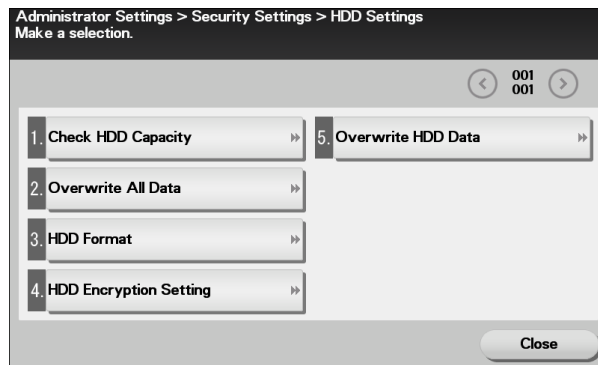 Administrator Settings > Security Settings > HDD Settings
Make a selection.
001
001
1. Check HDD Capacity
2. Overwrite All Data
3. HDD Format
4. HDD Encryption Setting
5. Overwrite HDD Data
Close